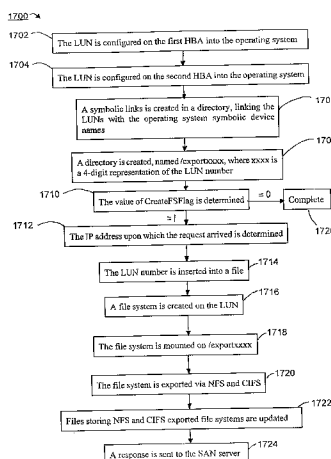 1700
1702
The LUN is configured on the first HBA into the operating system
1704
The LUN is configured on the second HBA into the operating system
170
A symbolic links is created in a directory, linking the
LUNs with the operating system symbolic device
names
170
A directory is created, named /exportxxxx, where xxxx is
a 4-digit representation of the LUN number
1710
The value of CreateFSFlag is determined
=0
Complete
172
=1
1712
The IP address upon which the request arrived is determined
1714
The LUN number is inserted into a file
1716
A file system is created on the LUN
1718
The file system is mounted on /exportxxxx
1720
The file system is exported via NFS and CIFS
1722
Files storing NFS and CIFS exported file systems are updated
1724
A response is sent to the SAN server